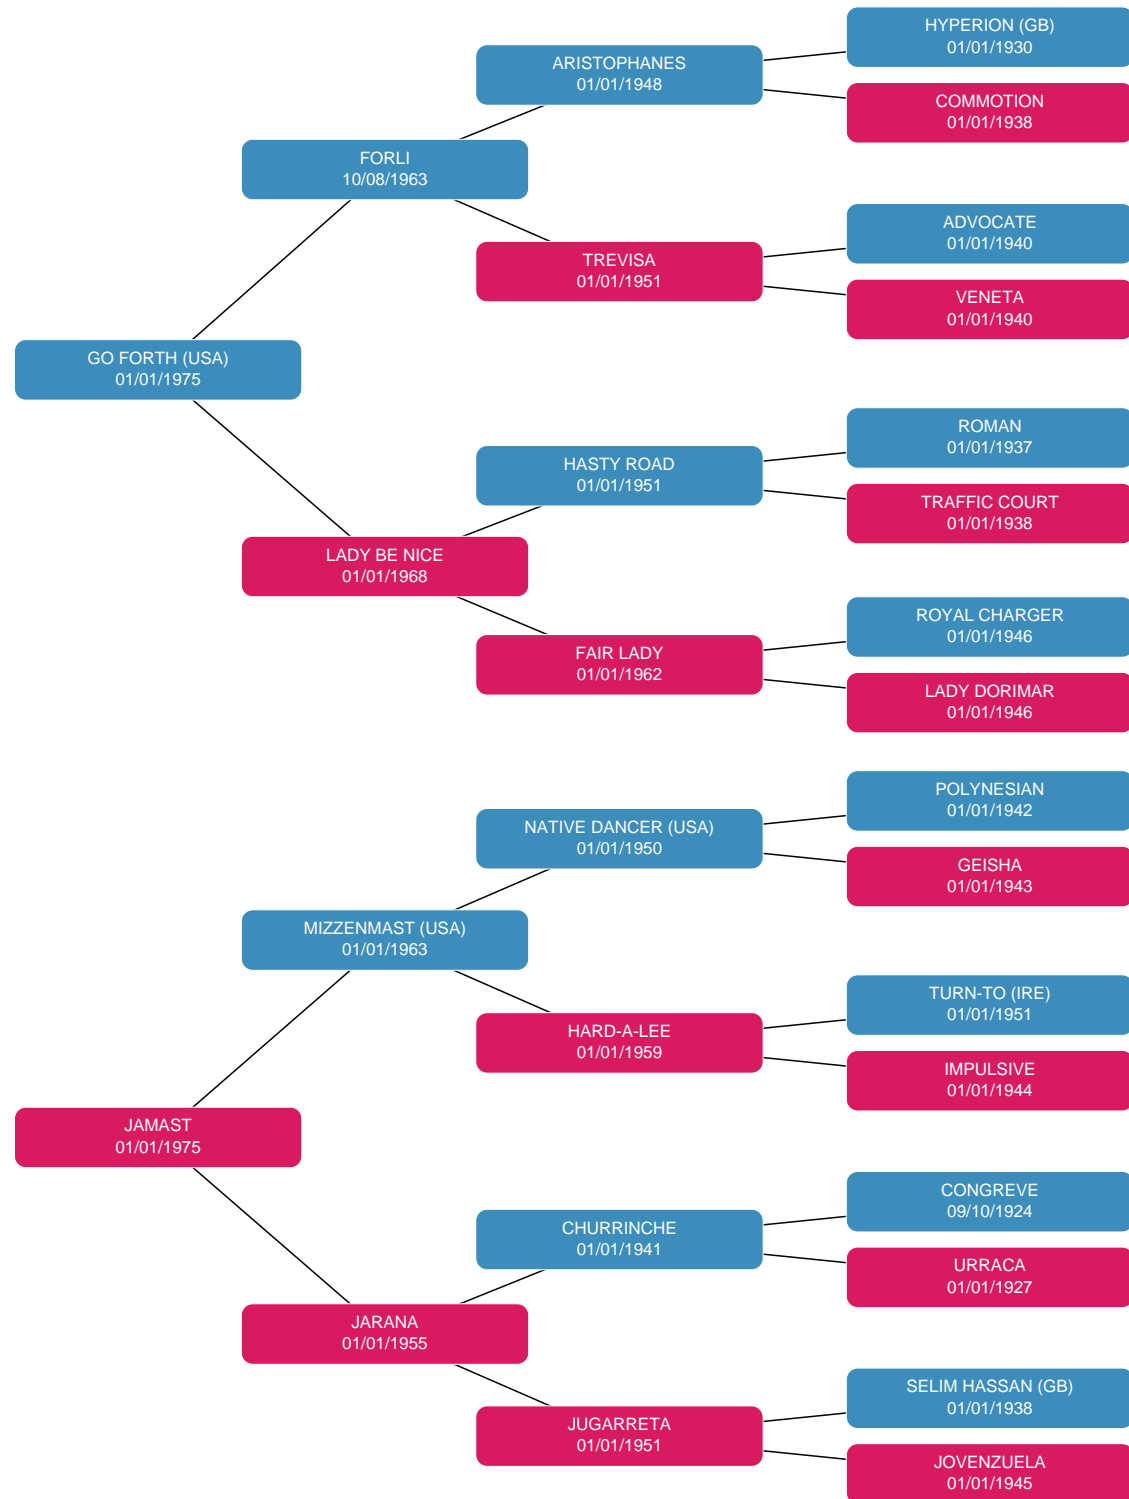 HYPERION (GB)
01/01/1930
ARISTOPHANES
01/01/1948
COMMOTION
01/01/1938
FORLI
10/08/1963
ADVOCATE
01/01/1940
TREVISA
01/01/1951
VENETA
01/01/1940
GO FORTH (USA)
01/01/1975
ROMAN
01/01/1937
HASTY ROAD
01/01/1951
TRAFFIC COURT
01/01/1938
LADY BE NICE
01/01/1968
ROYAL CHARGER
01/01/1946
FAIR LADY
01/01/1962
LADY DORIMAR
01/01/1946
POLYNESIAN
01/01/1942
NATIVE DANCER (USA)
01/01/1950
GEISHA
01/01/1943
MIZZENMAST (USA)
01/01/1963
TURN-TO (IRE)
01/01/1951
HARD-A-LEE
01/01/1959
IMPULSIVE
01/01/1944
JAMAST
01/01/1975
CONGREVE
09/10/1924
CHURRINCHE
01/01/1941
URRACA
01/01/1927
JARANA
01/01/1955
SELIM HASSAN (GB)
01/01/1938
JUGARRETA
01/01/1951
JOVENZUELA
01/01/1945